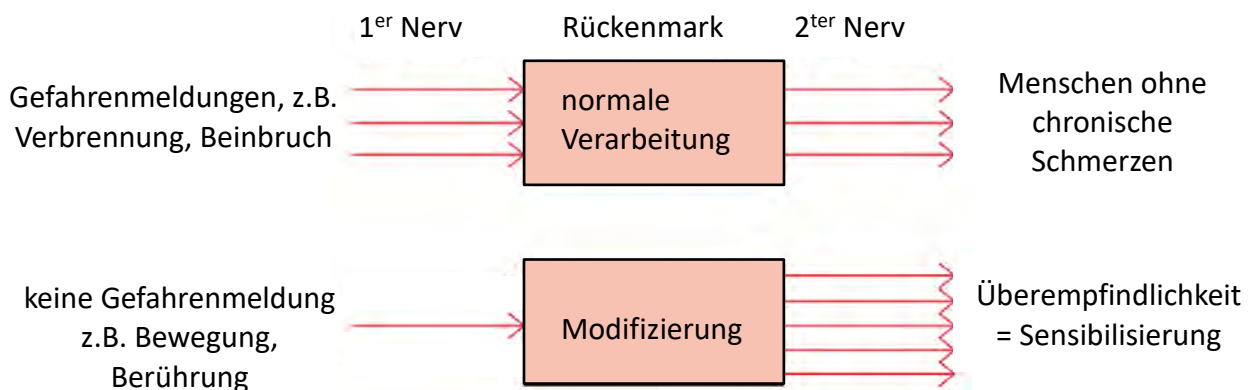 1er Nerv Rückenmark 2ter Nerv
Gefahrenmeldungen, z.B.
Verbrennung, Beinbruch
normale
Verarbeitung
Menschen ohne
chronische
Schmerzen
keine Gefahrenmeldung
z.B. Bewegung,
Berührung
Modifizierung
Überempfindlichkeit
= Sensibilisierung